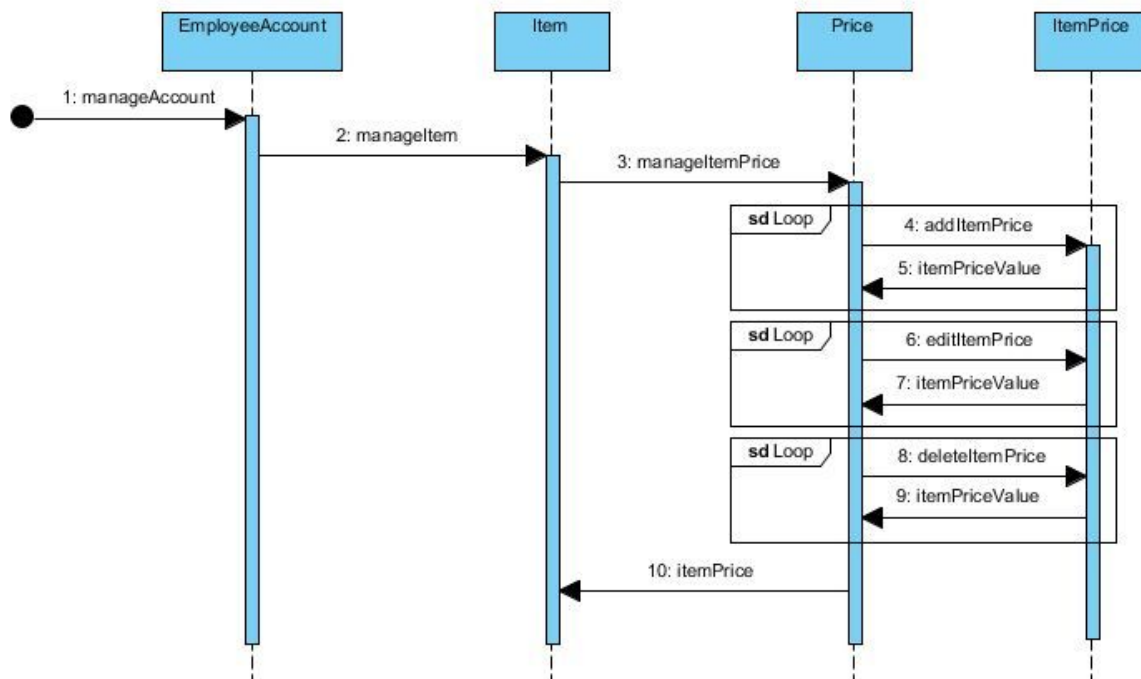 EmployeeAccount
Item
Price
ItemPrice
1: manageAccount
2: manageItem
3: manageItemPrice
sd Loop
4: addItemPrice
5: itemPriceValue
sd Loop
6: editItemPrice
7: itemPriceValue
sd Loop
8: deleteItemPrice
9: itemPriceValue
10: itemPrice